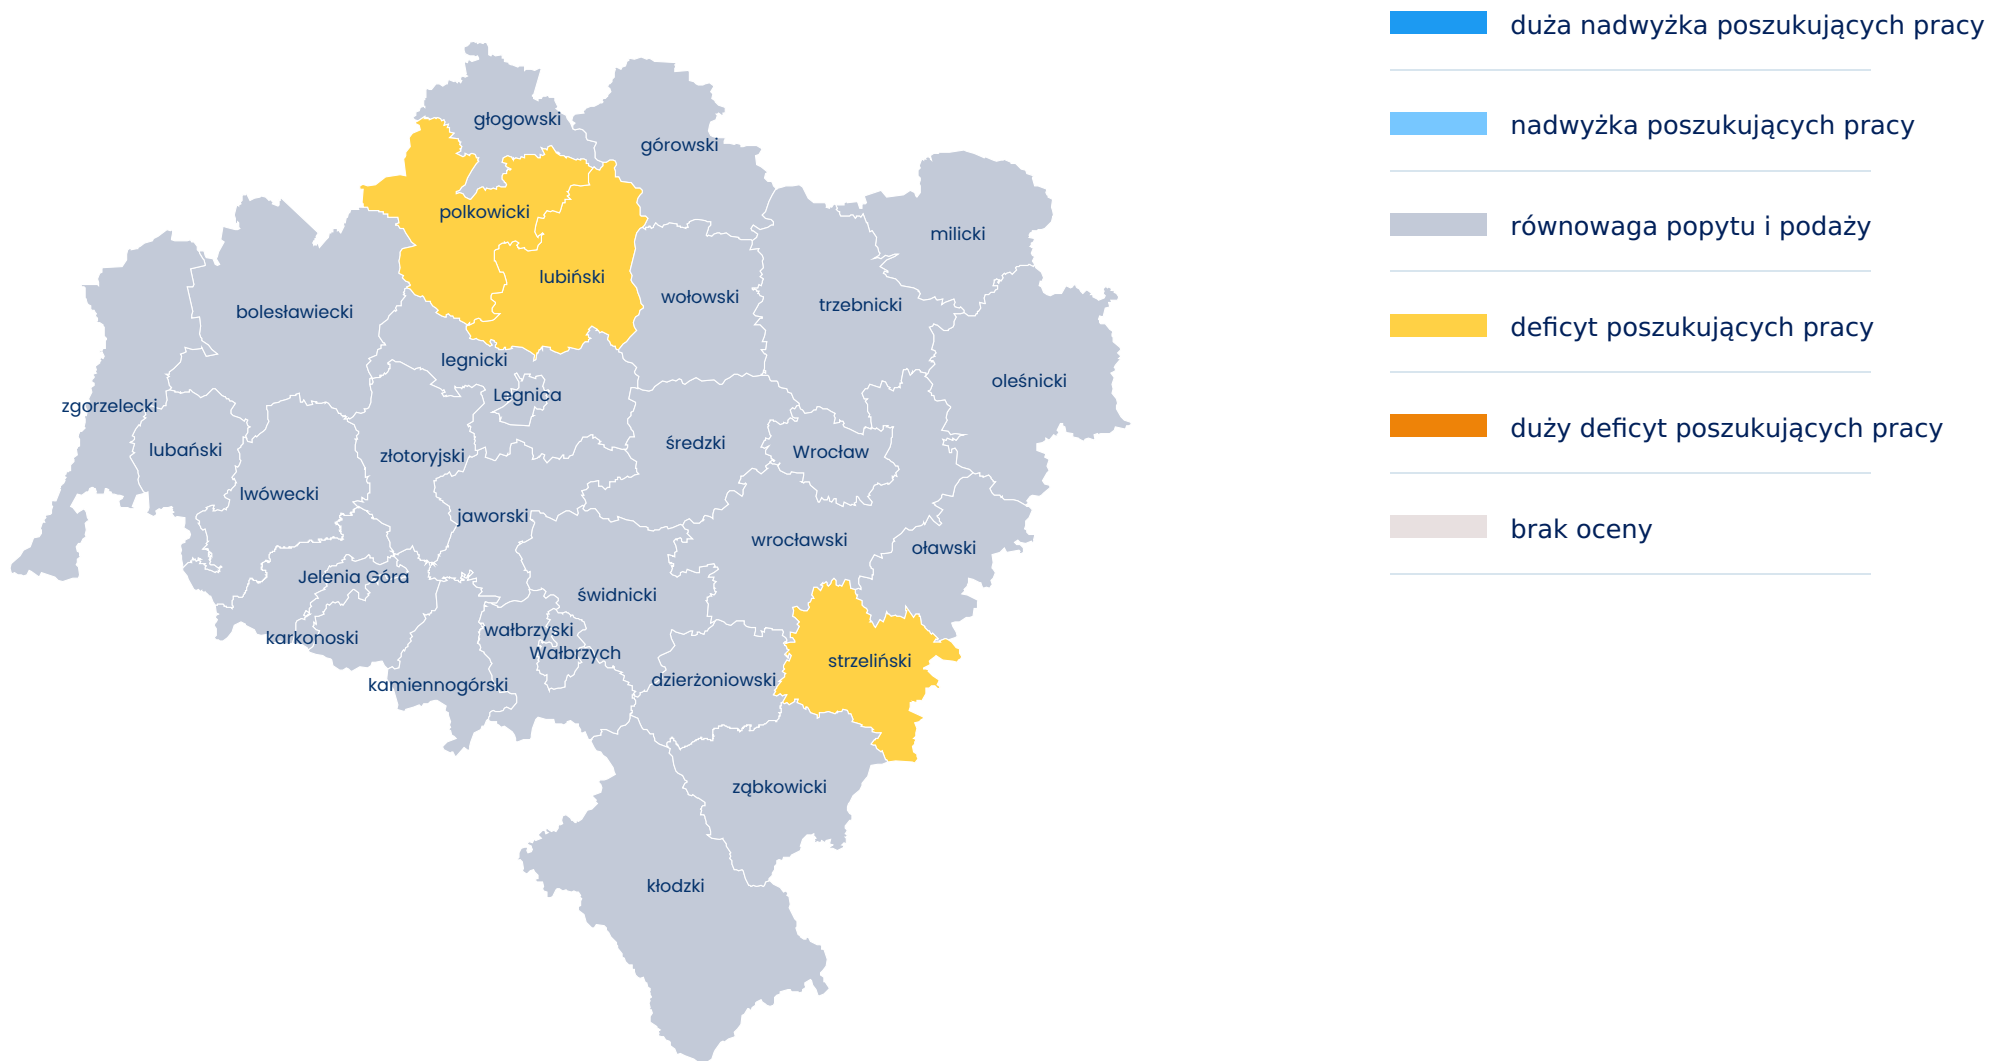 duża nadwyżka poszukujących pracy
nadwyżka poszukujących pracy
równowaga popytu i podaży
deficyt poszukujących pracy
duży deficyt poszukujących pracy
brak oceny
głogowski
górowski
polkowicki
milicki
lubiński
wołowski
trzebnicki
bolesławiecki
legnicki
oleśnicki
Legnica
zgorzelecki
średzki
lubański
Wrocław
złotoryjski
lwówecki
jaworski
wrocławski
oławski
Jelenia Góra
świdnicki
wałbrzyski
karkonoski
Wałbrzych
strzeliński
dzierżoniowski
kamiennogórski
ząbkowicki
kłodzki